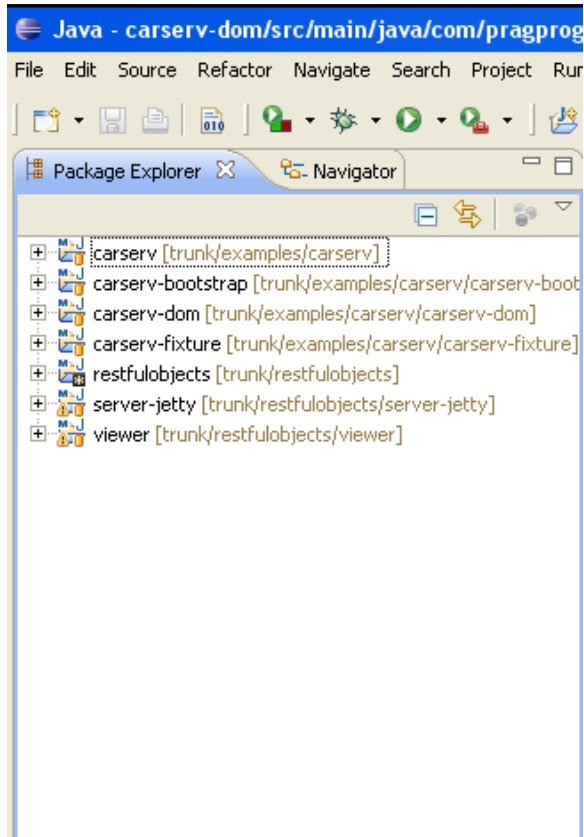 Java - carserv-dom/src/main/java/com/pragprog
File Edit Source Refactor Navigate Search Project Run
010
Package Explorer Navigator
carserv [trunk/examples/carserv]
carserv-bootstrap [trunk/examples/carserv/carserv-boot
carserv-dom [trunk/examples/carserv/carserv-dom]
carserv-fixture [trunk/examples/carserv/carserv-fixture]
restfulobjects [trunk/restfulobjects]
server-jetty [trunk/restfulobjects/server-jetty]
viewer [trunk/restfulobjects/viewer]